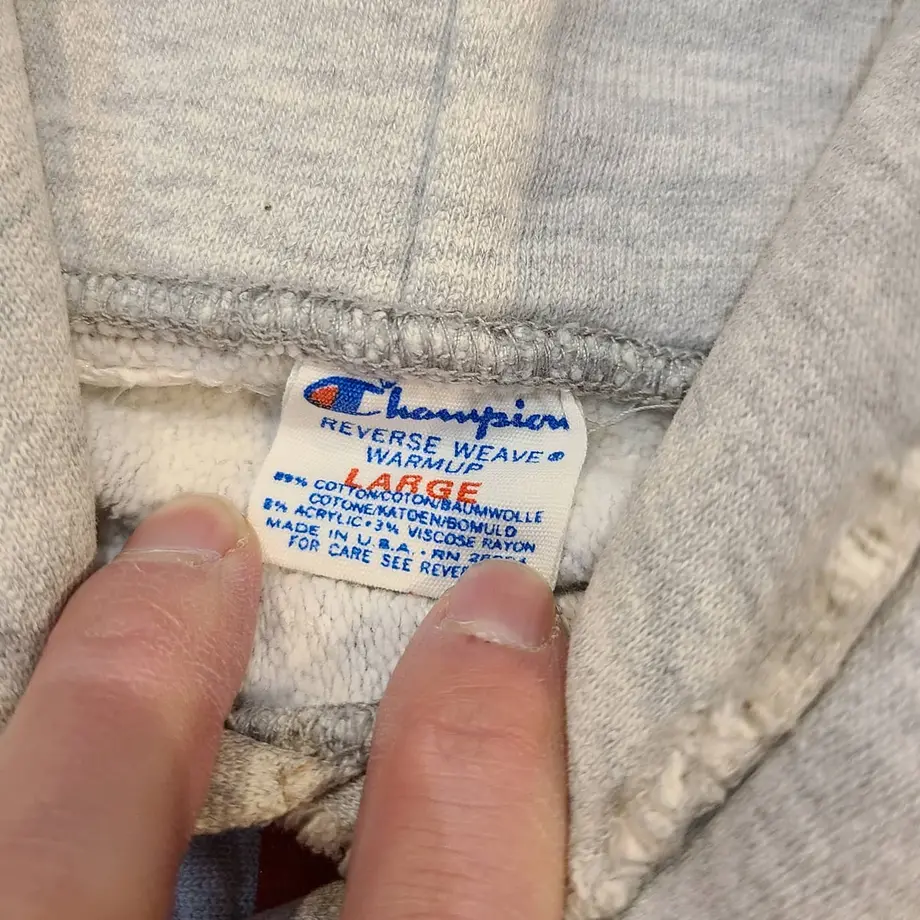 Champion
REVERSE WEAVE®
WARMUP
LARGE
89% COTTON/COTON/BAUMWOLLE
COTONE/KATOEN/BOMULD
8% ACRYLIC•3% VISCOSE RAYON
MADE IN U.S.A. • RN
FOR CARE SEE